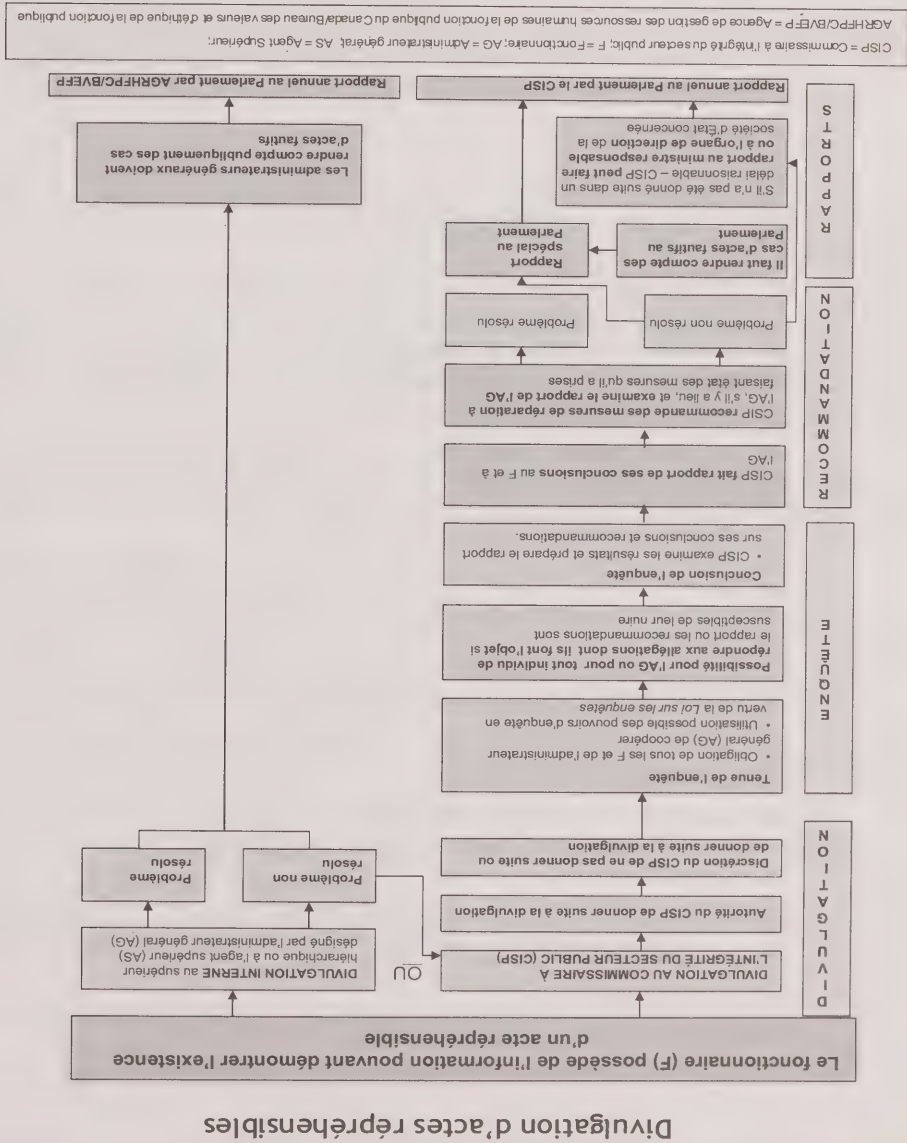 Divulgation d'actes répréhensibles
Le fonctionnaire (F) possède de l'information pouvant démontrer l'existence
d'un acte répréhensible
DIVULGATION
DIVULGATION AU COMMISSAIRE À
L'INTÉGRITÉ DU SECTEUR PUBLIC (CISP)
OU
DIVULGATION INTERNE au supérieur
hiérarchique ou à l'agent supérieur (AS)
désigné par l'administrateur général (AG)
Autorité du CISP de donner suite à la divulgation
Problème non
résolu
Problème
résolu
Discrétion du CISP de ne pas donner suite ou
de donner suite à la divulgation
ENQUÊTE
Tenue de l'enquête
• Obligation de tous les F et de l'administrateur
général (AG) de coopérer
• Utilisation possible des pouvoirs d'enquête en
vertu de la Loi sur les enquêtes
Possibilité pour l'AG ou pour tout individu de
répondre aux allégations dont ils font l'objet si
le rapport ou les recommandations sont
susceptibles de leur nuire
Conclusion de l'enquête
• CISP examine les résultats et prépare le rapport
sur ses conclusions et recommandations.
RECOMMANDATION
CISP fait rapport de ses conclusions au F et à
l'AG
CSIP recommande des mesures de réparation à
l'AG, s'il y a lieu, et examine le rapport de l'AG
faisant état des mesures qu'il a prises
Problème non résolu
Problème résolu
RAPPORTS
Il faut rendre compte des
cas d'actes fautifs au
Parlement
Rapport
spécial au
Parlement
S'il n'a pas été donné suite dans un
délai raisonnable – CISP peut faire
rapport au ministre responsable
ou à l'organe de direction de la
société d'État concernée
Les administrateurs généraux doivent
rendre compte publiquement des cas
d'actes fautifs
Rapport annuel au Parlement par le CISP
Rapport annuel au Parlement par AGRHFPC/BVEFP
CISP = Commissaire à l'intégrité du secteur public; F = Fonctionnaire; AG = Administrateur général; AS = Agent Supérieur;
AGRHFPC/BVEFP = Agence de gestion des ressources humaines de la fonction publique du Canada/Bureau des valeurs et d'éthique de la fonction publique